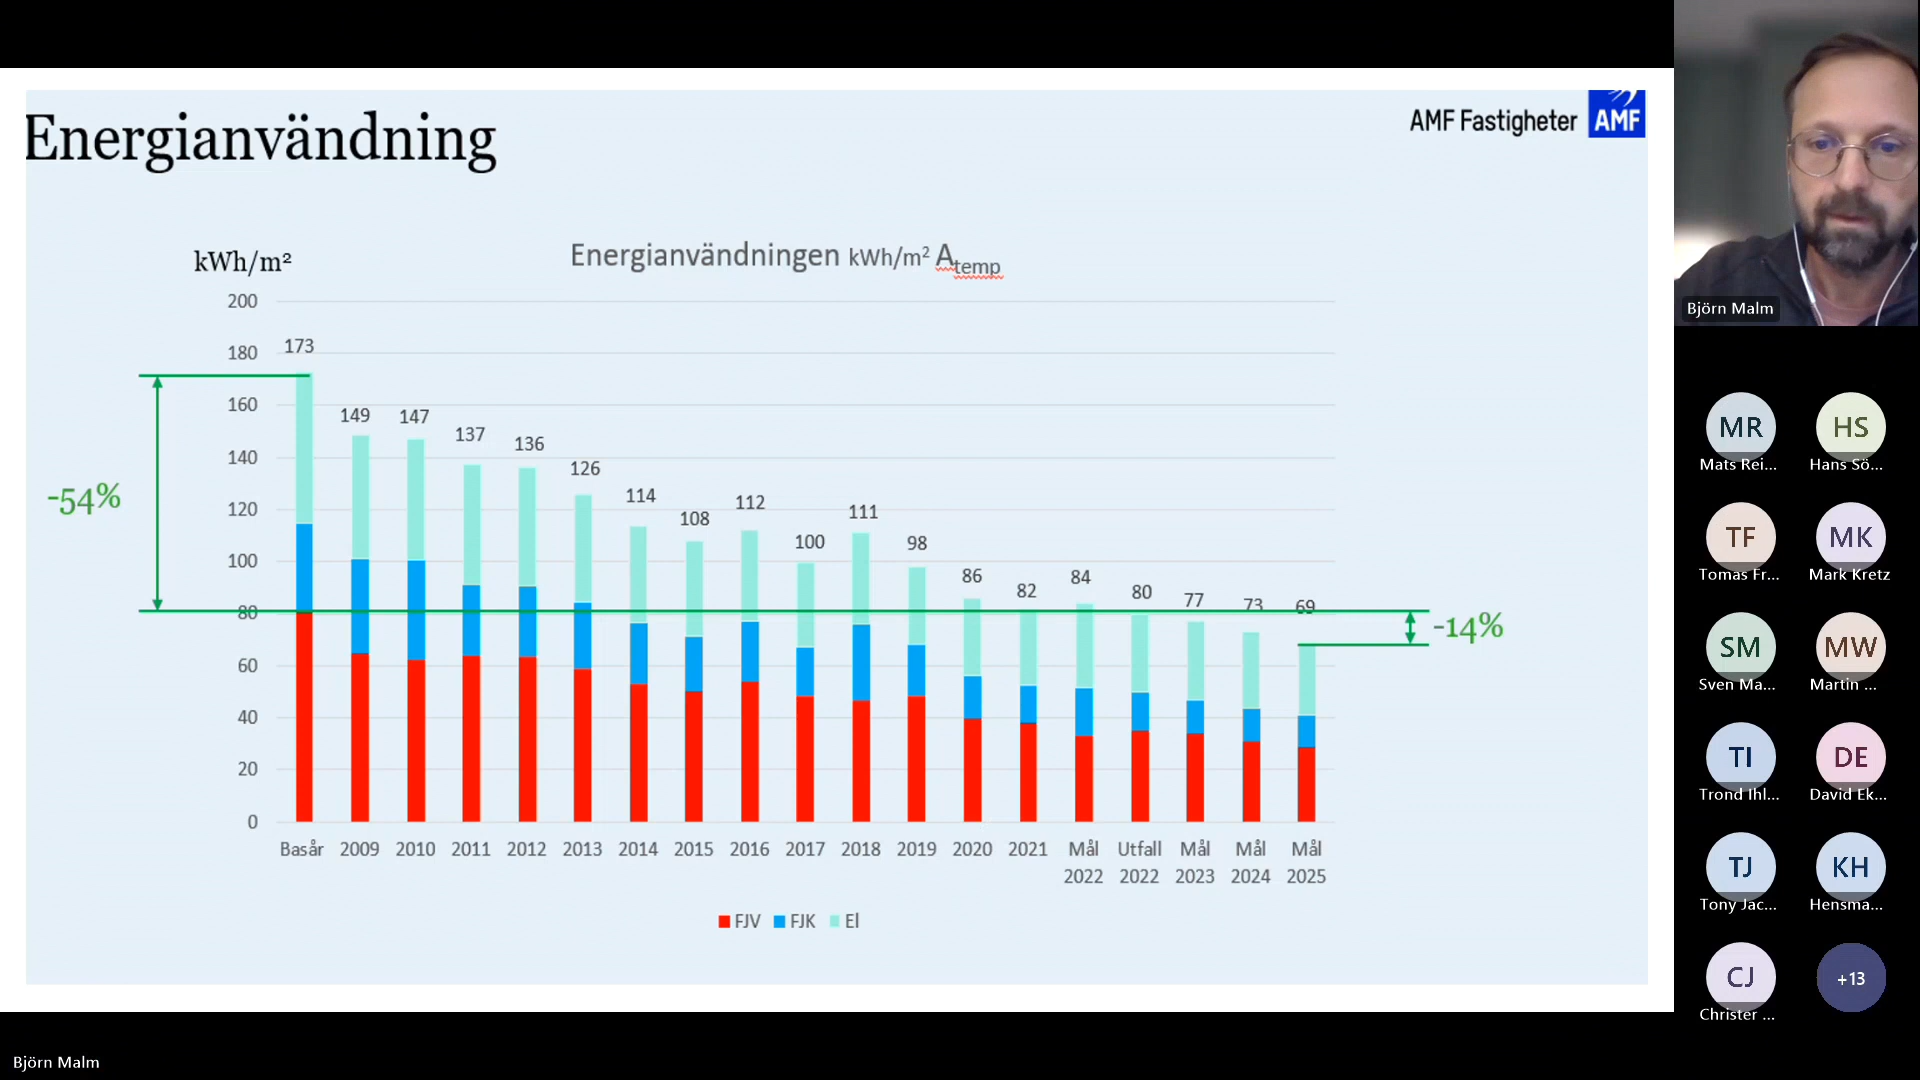 Energianvändning
AMF Fastigheter
AMF
kWh/m²
Energianvändningen kWh/m² Atemp
200
180
160
140
120
100
80
60
40
20
0
173
149
147
137
136
126
114
108
112
100
111
98
86
82
84
80
77
73
69
-54%
-14%
Basår 2009 2010 2011 2012 2013 2014 2015 2016 2017 2018 2019 2020 2021 Mål 2022 Utfall 2022 Mål 2023 Mål 2024 Mål 2025
FJV FJK El
Björn Malm
MR HS
Mats Rei... Hans Sö...
TF MK
Tomas Fr... Mark Kretz
SM MW
Sven Ma... Martin ...
TI DE
Trond Ihl... David Ek...
TJ KH
Tony Jac... Hensma...
CJ +13
Christer ...
Björn Malm